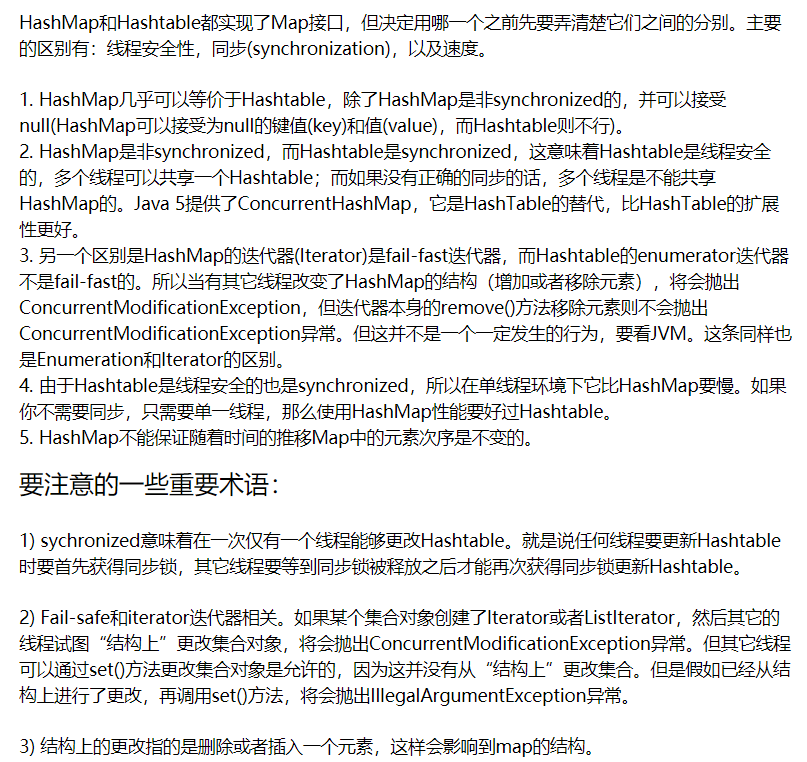 HashMap和Hashtable都实现了Map接口，但决定用哪一个之前先要弄清楚它们之间的分别。主要
的区别有：线程安全性，同步(synchronization)，以及速度。
1. HashMap几乎可以等价于Hashtable，除了HashMap是非synchronized的，并可以接受
null(HashMap可以接受为null的键值(key)和值(value)，而Hashtable则不行)。
2. HashMap是非synchronized，而Hashtable是synchronized，这意味着Hashtable是线程安全
的，多个线程可以共享一个Hashtable；而如果没有正确的同步的话，多个线程是不能共享
HashMap的。Java 5提供了ConcurrentHashMap，它是HashTable的替代，比HashTable的扩展
性更好。
3. 另一个区别是HashMap的迭代器(Iterator)是fail-fast迭代器，而Hashtable的enumerator迭代器
不是fail-fast的。所以当有其它线程改变了HashMap的结构（增加或者移除元素），将会抛出
ConcurrentModificationException，但迭代器本身的remove()方法移除元素则不会抛出
ConcurrentModificationException异常。但这并不是一个一定发生的行为，要看JVM。这条同样也
是Enumeration和Iterator的区别。
4. 由于Hashtable是线程安全的也是synchronized，所以在单线程环境下它比HashMap要慢。如果
你不需要同步，只需要单一线程，那么使用HashMap性能要好过Hashtable。
5. HashMap不能保证随着时间的推移Map中的元素次序是不变的。
要注意的一些重要术语：
1) sychronized意味着在一次仅有一个线程能够更改Hashtable。就是说任何线程要更新Hashtable
时要首先获得同步锁，其它线程要等到同步锁被释放之后才能再次获得同步锁更新Hashtable。
2) Fail-safe和iterator迭代器相关。如果某个集合对象创建了Iterator或者ListIterator，然后其它的
线程试图“结构上”更改集合对象，将会抛出ConcurrentModificationException异常。但其它线程
可以通过set()方法更改集合对象是允许的，因为这并没有从“结构上”更改集合。但是假如已经从结
构上进行了更改，再调用set()方法，将会抛出IllegalArgumentException异常。
3) 结构上的更改指的是删除或者插入一个元素，这样会影响到map的结构。